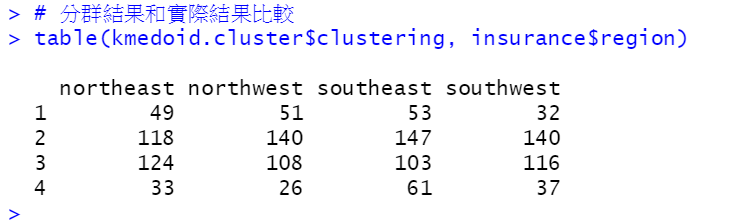 > # 分群結果和實際結果比較
> table(kmedoid.cluster$clustering, insurance$region)
northeast northwest southeast southwest
1 49 51 53 32
2 118 140 147 140
3 124 108 103 116
4 33 26 61 37
>